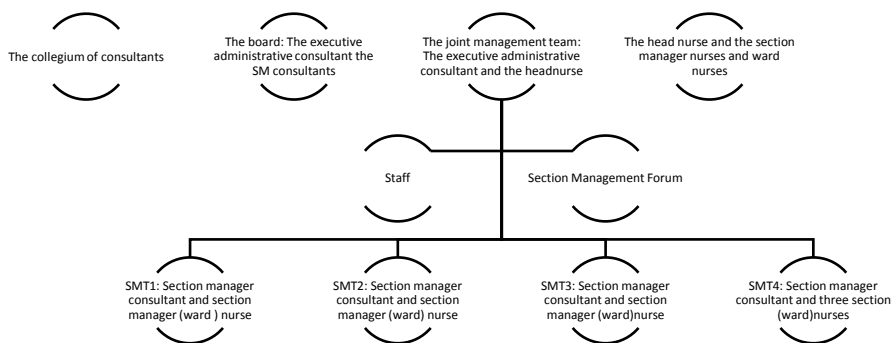 The collegium of consultants
The board: The executive
administrative consultant the
SM consultants
The joint management team:
The executive administrative
consultant and the headnurse
The head nurse and the section
manager nurses and ward
nurses
Staff
Section Management Forum
SMT1: Section manager
consultant and section
manager (ward ) nurse
SMT2: Section manager
consultant and section
manager (ward) nurse
SMT3: Section manager
consultant and section
manager (ward)nurse
SMT4: Section manager
consultant and three section
(ward)nurses